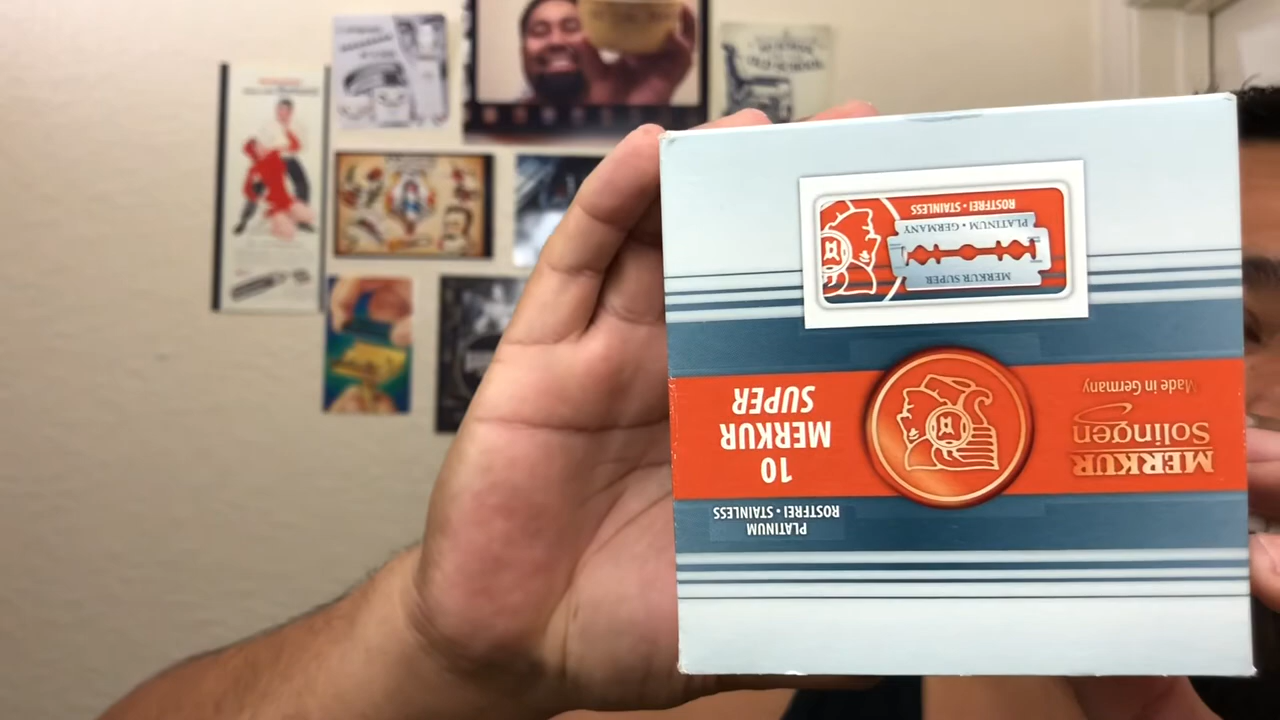 PLATINUM
ROSTFREI • STAINLESS
10
MERKUR
SUPER
MERKUR
Solingen
Made in Germany
MERKUR SUPER
PLATINUM • GERMANY
ROSTFREI • STAINLESS